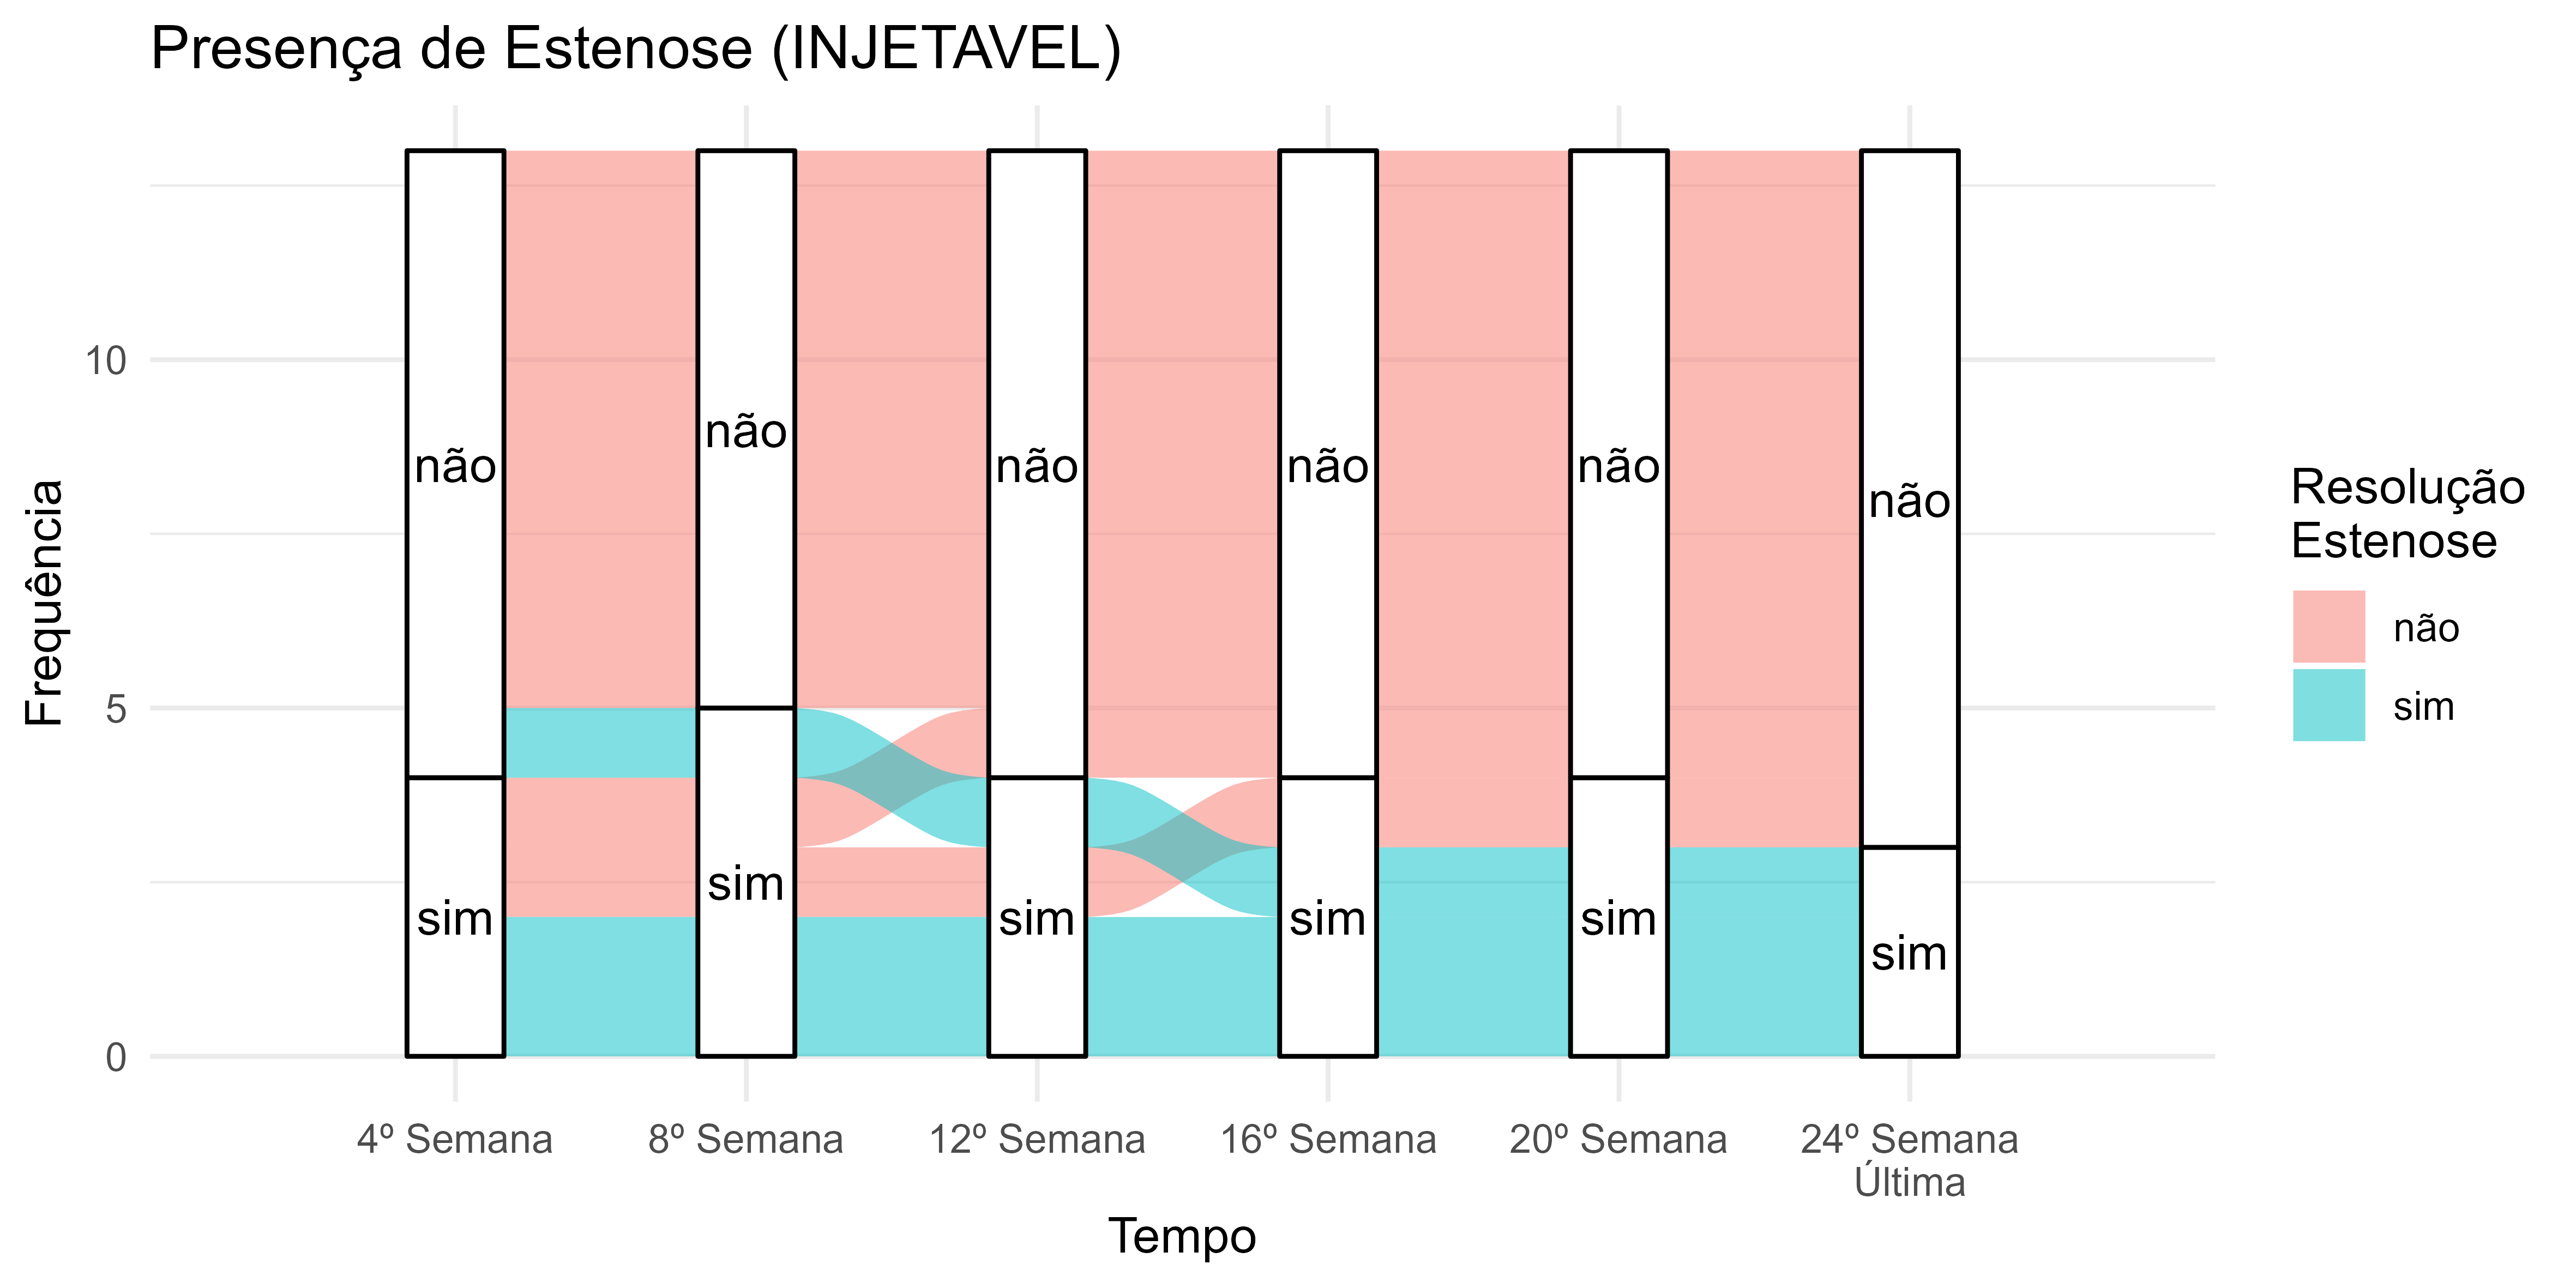 Presença de Estenose (INJETAVEL)
Frequência
10
5
0
não
sim
não
sim
não
sim
não
sim
não
sim
não
sim
4º Semana
8º Semana
12º Semana
16º Semana
20º Semana
24º Semana
Última
Tempo
Resolução
Estenose
não
sim